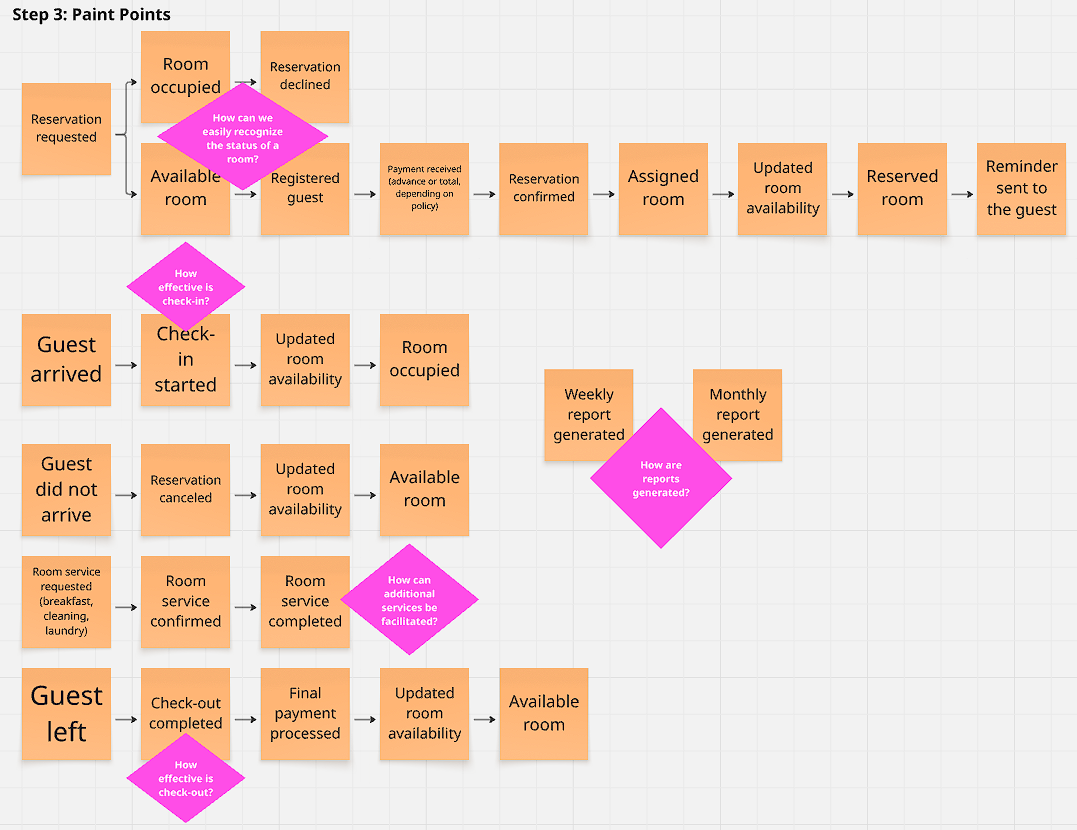 Step 3: Paint Points
Room
occupied
Reservation
declined
Reservation
requested
How can we
easily recognize
the status of a
room?
Available
room
Registered
guest
Payment received
(advance or total,
depending on
policy)
Reservation
confirmed
Assigned
room
Updated
room
availability
Reserved
room
Reminder
sent to
the guest
How
effective is
check-in?
Guest
arrived
Check-
in
started
Updated
room
availability
Room
occupied
Weekly
report
generated
Monthly
report
generated
How are
reports
generated?
Guest
did not
arrive
Reservation
canceled
Updated
room
availability
Available
room
Room service
requested
(breakfast,
cleaning,
laundry)
Room
service
confirmed
Room
service
completed
How can
additional
services be
facilitated?
Guest
left
Check-out
completed
Final
payment
processed
Updated
room
availability
Available
room
How
effective is
check-out?